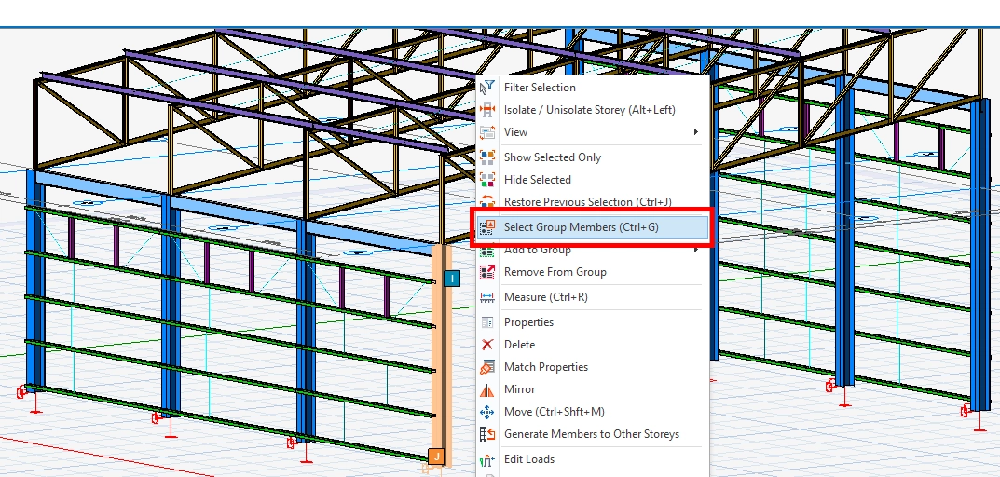 Filter Selection
Isolate / Unisolate Storey (Alt+Left)
View
Show Selected Only
Hide Selected
Restore Previous Selection (Ctrl+J)
Select Group Members (Ctrl+G)
Add to Group
Remove From Group
Measure (Ctrl+R)
Properties
Delete
Match Properties
Mirror
Move (Ctrl+Shft+M)
Generate Members to Other Storeys
Edit Loads
I
J